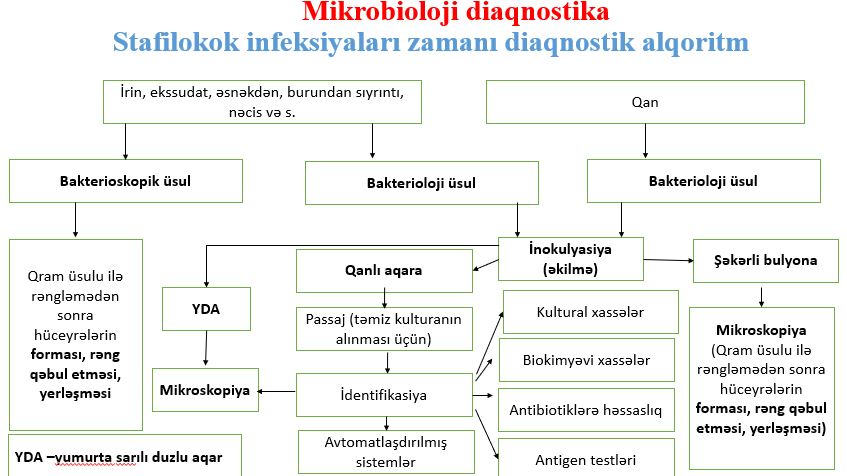 Mikrobioloji diaqnostika
Stafilokok infeksiyaları zamanı diaqnostik alqoritm
İrin, ekssudat, əsnəkdən, burundan sıyrıntı,
nəcis və s.
Qan
Bakterioskopik üsul
Bakterioloji üsul
Bakterioloji üsul
Qram üsulu ilə
rəngləmədən
sonra
hüceyrələrin
forması, rəng
qəbul etməsi,
yerləşməsi
YDA
Qanlı aqara
İnokulyasiya
(əkilmə)
Şəkərli bulyona
Passaj (təmiz kulturanın
alınması üçün)
Kultural xassələr
Mikroskopiya
(Qram üsulu ilə
rəngləmədən sonra
hüceyrələrin
forması, rəng qəbul
etməsi, yerləşməsi)
Biokimyəvi xassələr
Mikroskopiya
İdentifikasiya
Antibiotiklərə həssaslıq
Avtomatlaşdırılmış
sistemlər
Antigen testləri
YDA –yumurta sarılı duzlu aqar